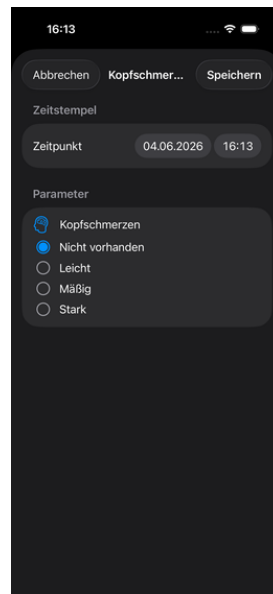 16:13
Abbrechen Kopfschmer... Speichern
Zeitstempel
Zeitpunkt 04.06.2026 16:13
Parameter
Kopfschmerzen
Nicht vorhanden
Leicht
Mäßig
Stark